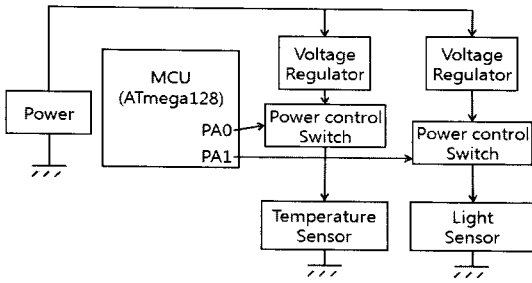 Voltage
Regulator
Voltage
Regulator
MCU
(ATmega128)
Power
PA0
Power control
Switch
PA1
Power control
Switch
Temperature
Sensor
Light
Sensor